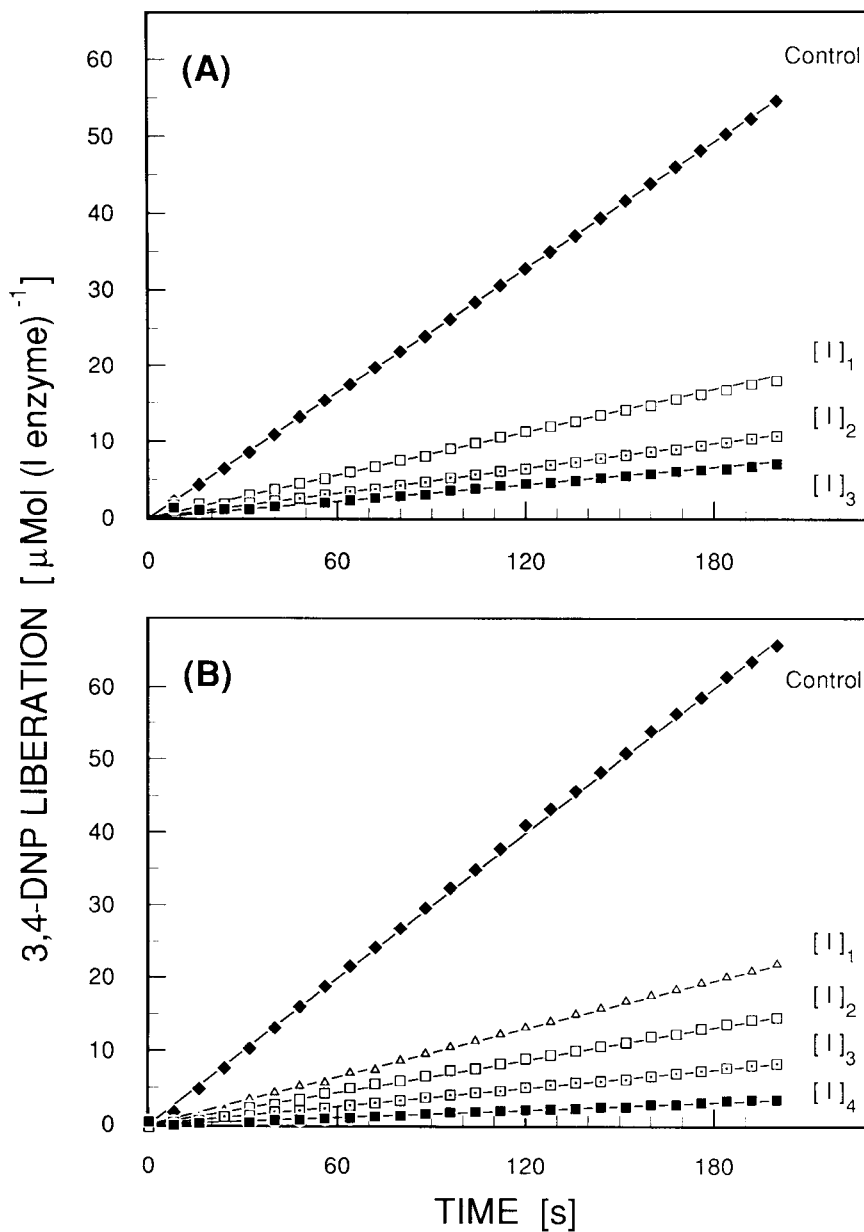 3,4-DNP LIBERATION [ µMol (l enzyme) -1 ]
(A)
Control
60
50
40
30
20
10
0
[ I ]1
[ I ]2
[ I ]3
0 60 120 180
(B)
Control
60
50
40
30
20
10
0
[ I ]1
[ I ]2
[ I ]3
[ I ]4
0 60 120 180
TIME [s]